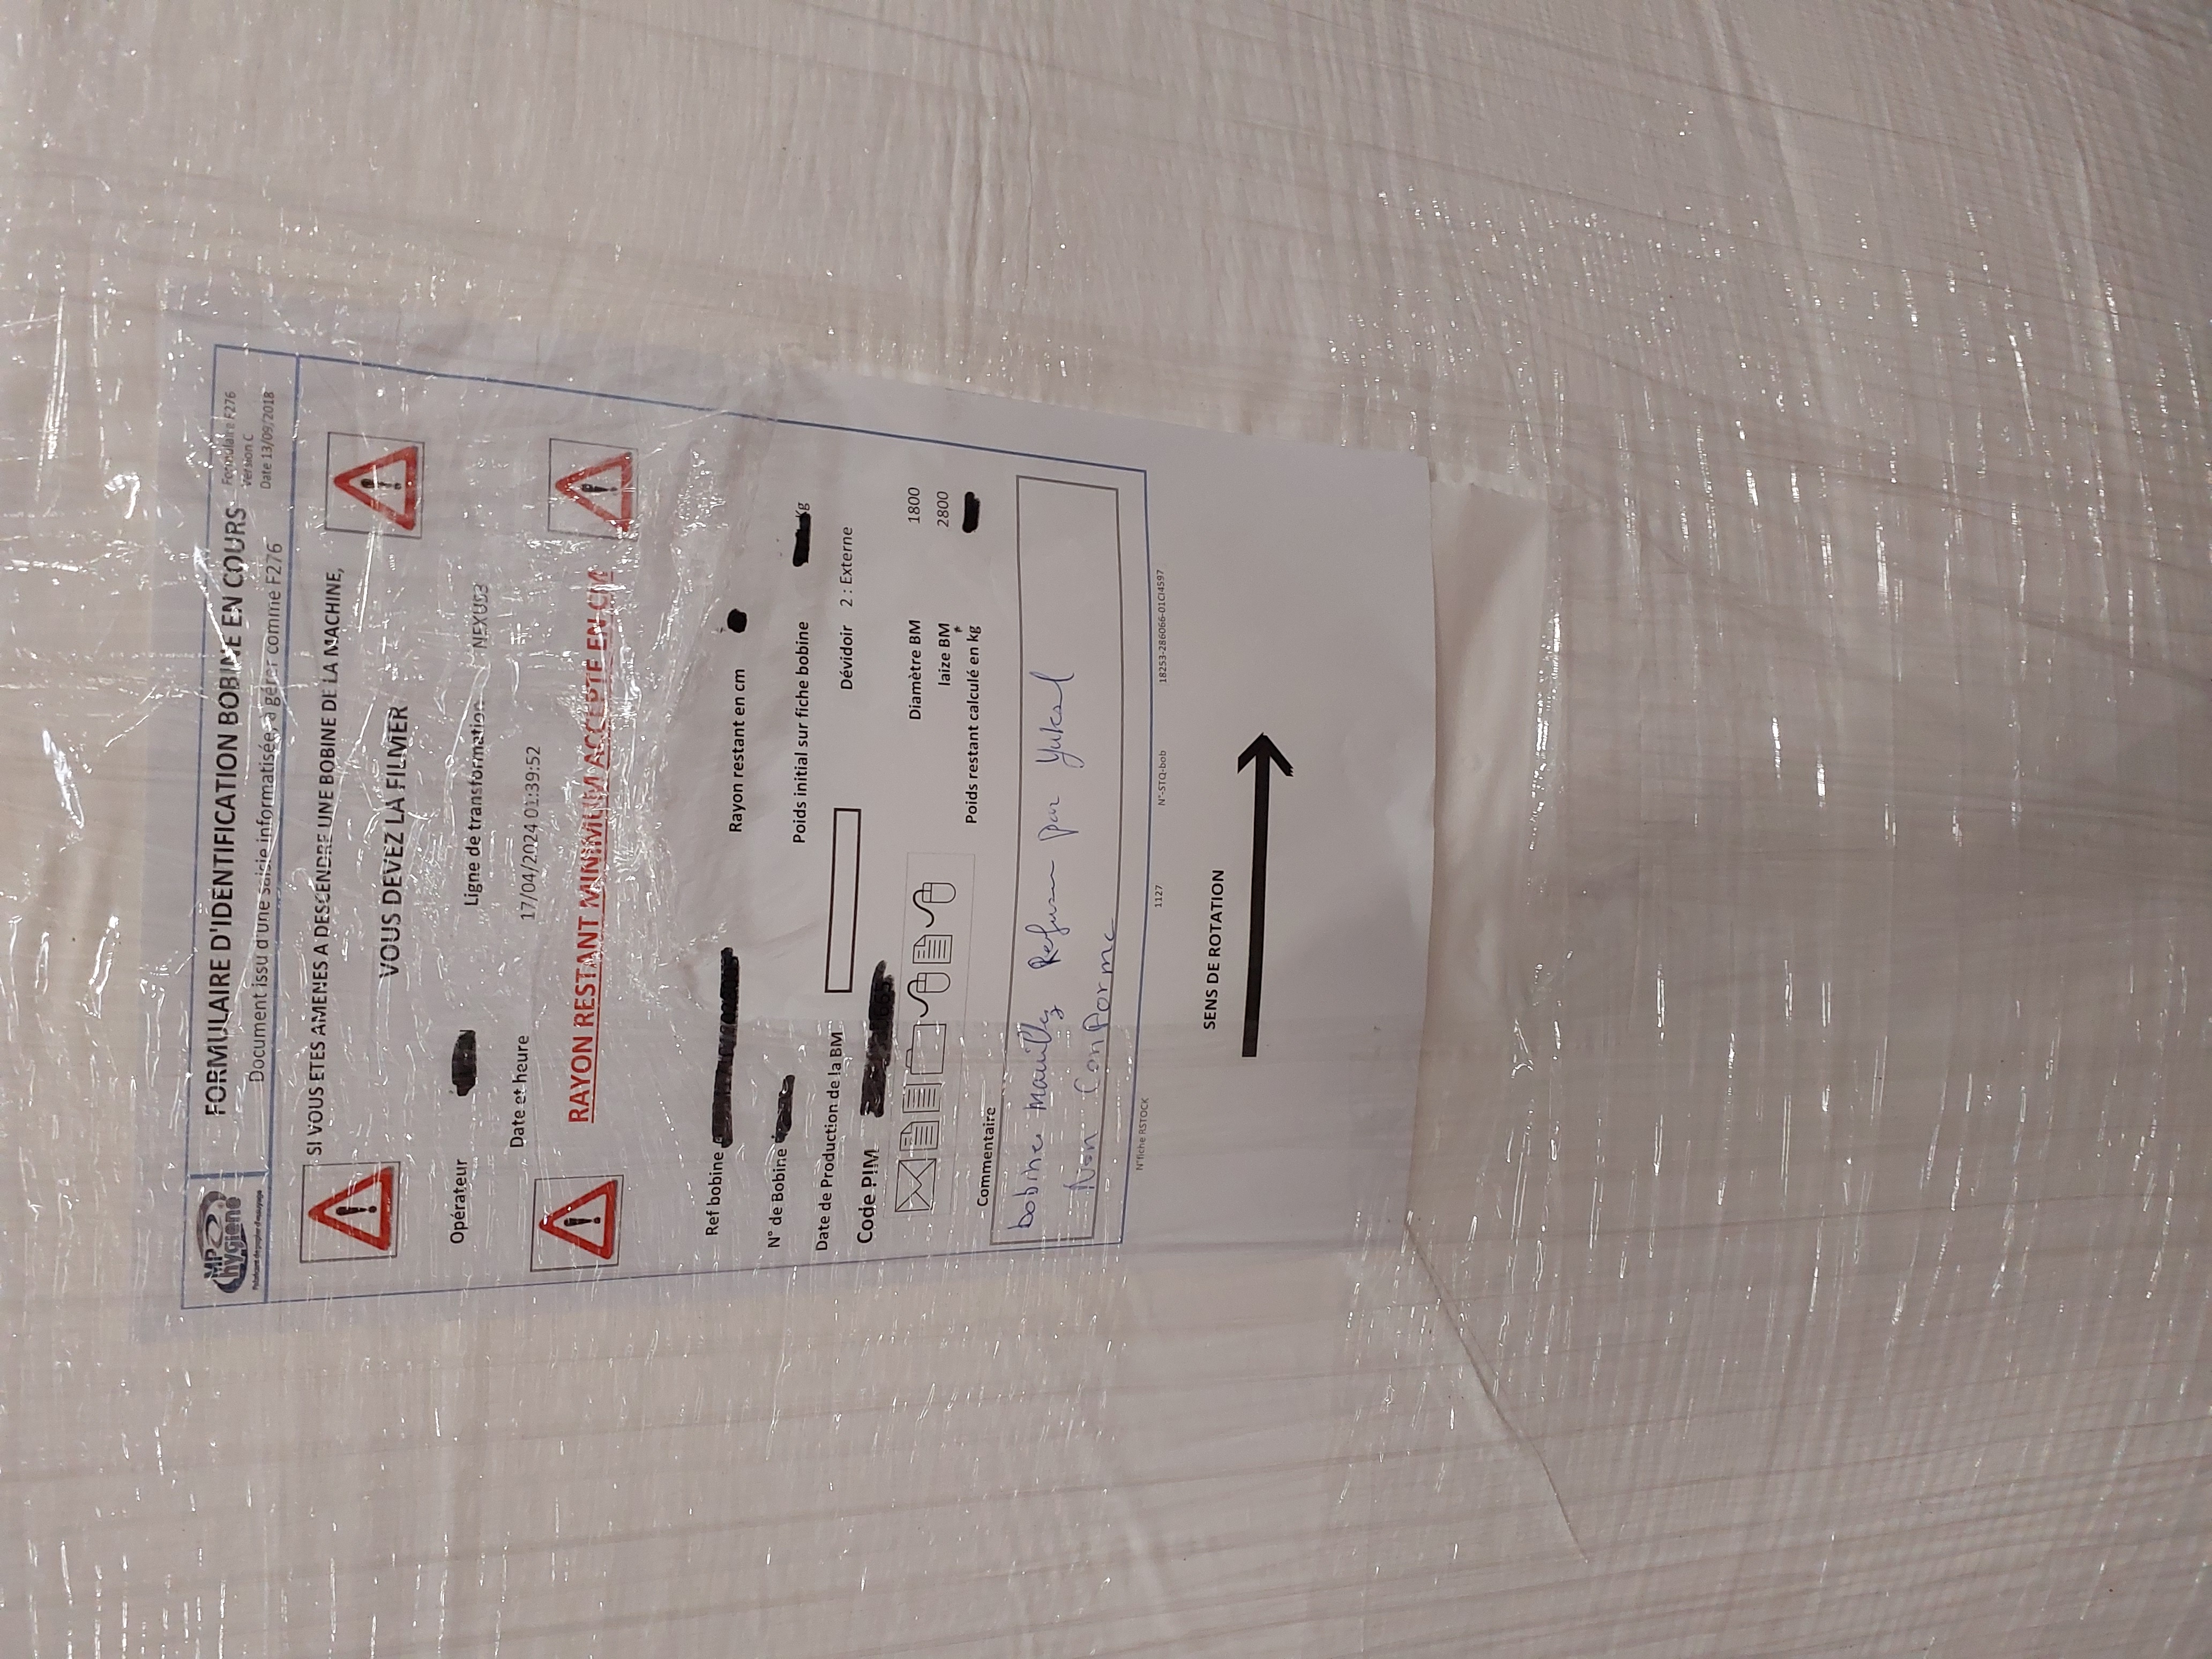 MP hygiene
Fabricant de papier d'essuyage
FORMULAIRE D'IDENTIFICATION BOBINE EN COURS
Document issu d'une saisie informatisée, à gérer comme F276
Formulaire F276
Version C
Date 13/09/2018
SI VOUS ETES AMENES A DESCENDRE UNE BOBINE DE LA MACHINE,
VOUS DEVEZ LA FILMER
Opérateur
Ligne de transformation NEXUS3
Date et heure 17/04/2024 01:39:52
RAYON RESTANT MINIMUM ACCEPTE EN CM
Ref bobine
Rayon restant en cm
N° de Bobine
Poids initial sur fiche bobine Kg
Date de Production de la BM
Dévidoir 2 : Externe
Code PIM
Diamètre BM 1800
laize BM 2800
Poids restant calculé en kg
Commentaire
bobine par Yuksel
Non Conforme
N°fiche RSTOCK 1127 N°-STQ-bob 18253-286066-01CI4597
SENS DE ROTATION